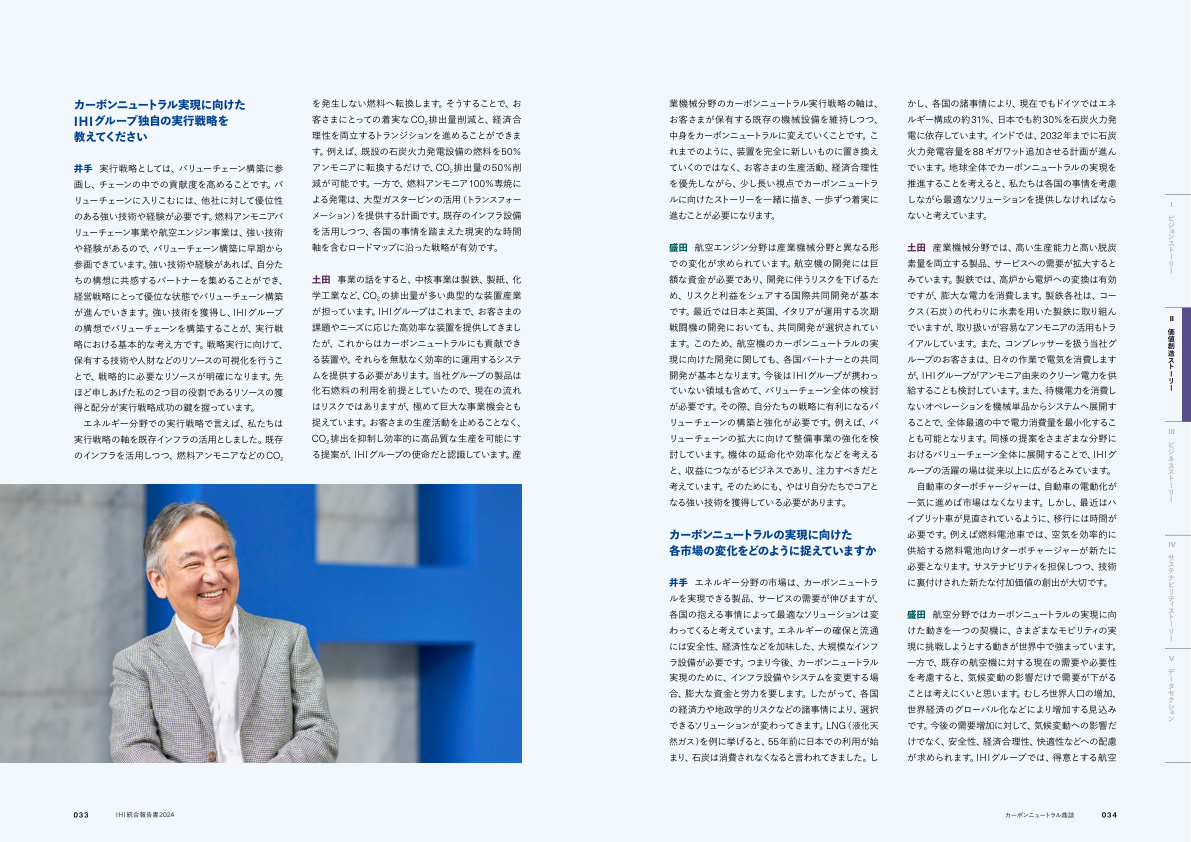 カーボンニュートラル実現に向けた
IHIグループ独自の実行戦略を
教えてください
井手 実行戦略としては、バリューチェーン構築に参
画し、チェーンの中での貢献度を高めることです。バ
リューチェーンに入りこむには、他社に対して優位性
のある強い技術や経験が必要です。燃料アンモニアバ
リューチェーン事業や航空エンジン事業は、強い技術
や経験があるので、バリューチェーン構築に早期から
参画できています。強い技術や経験があれば、自分た
ちの構想に共感するパートナーを集めることができ、
経営戦略にとって優位な状態でバリューチェーン構築
が進んでいきます。強い技術を獲得し、IHIグループ
の構想でバリューチェーンを構築することが、実行戦
略における基本的な考え方です。戦略実行に向けて、
保有する技術や人財などのリソースの可視化を行うこ
とで、戦略的に必要なリソースが明確になります。先
ほど申しあげた私の2つ目の役割であるリソースの獲
得と配分が実行戦略成功の鍵を握っています。
エネルギー分野での実行戦略で言えば、私たちは
実行戦略の軸を既存インフラの活用としました。既存
のインフラを活用しつつ、燃料アンモニアなどのCO₂
を発生しない燃料へ転換します。そうすることで、お
客さまにとっての着実なCO₂排出量削減と、経済合
理性を両立するトランジションを進めることができま
す。例えば、既設の石炭火力発電設備の燃料を50%
アンモニアに転換するだけで、CO₂排出量の50%削
減が可能です。一方で、燃料アンモニア100%専焼に
よる発電は、大型ガスタービンの活用（トランスフォー
メーション）を提供する計画です。既存のインフラ設備
を活用しつつ、各国の事情を踏まえた現実的な時間
軸を含むロードマップに沿った戦略が有効です。
土田 事業の話をすると、中核事業は製鉄、製紙、化
学工業など、CO₂の排出量が多い典型的な装置産業
が担っています。IHIグループはこれまで、お客さまの
課題やニーズに応じた高効率な装置を提供してきまし
たが、これからはカーボンニュートラルにも貢献でき
る装置や、それらを無駄なく効率的に運用するシステ
ムを提供する必要があります。当社グループの製品は
化石燃料の利用を前提としていたので、現在の流れ
はリスクではありますが、極めて巨大な事業機会とも
捉えています。お客さまの生産活動を止めることなく、
CO₂排出を抑制し効率的に高品質な生産を可能にす
る提案が、IHIグループの使命だと認識しています。産
業機械分野のカーボンニュートラル実行戦略の軸は、
お客さまが保有する既存の機械設備を維持しつつ、
中身をカーボンニュートラルに変えていくことです。こ
れまでのように、装置を完全に新しいものに置き換え
ていくのではなく、お客さまの生産活動、経済合理性
を優先しながら、少し長い視点でカーボンニュートラ
ルに向けたストーリーを一緒に描き、一歩ずつ着実に
進むことが必要になります。
盛田 航空エンジン分野は産業機械分野と異なる形
での変化が求められています。航空機の開発には巨
額な資金が必要であり、開発に伴うリスクを下げるた
め、リスクと利益をシェアする国際共同開発が基本
です。最近では日本と英国、イタリアが運用する次期
戦闘機の開発においても、共同開発が選択されてい
ます。このため、航空機のカーボンニュートラルの実
現に向けた開発に関しても、各国パートナーとの共同
開発が基本となります。今後はIHIグループが携わっ
ていない領域も含めて、バリューチェーン全体の検討
が必要です。その際、自分たちの戦略に有利になるバ
リューチェーンの構築と強化が必要です。例えば、バ
リューチェーンの拡大に向けて整備事業の強化を検
討しています。機体の延命化や効率化などを考える
と、収益につながるビジネスであり、注力すべきだと
考えています。そのためにも、やはり自分たちでコアと
なる強い技術を獲得している必要があります。
カーボンニュートラルの実現に向けた
各市場の変化をどのように捉えていますか
井手 エネルギー分野の市場は、カーボンニュートラ
ルを実現できる製品、サービスの需要が伸びますが、
各国の抱える事情によって最適なソリューションは変
わってくると考えています。エネルギーの確保と流通
には安全性、経済性などを加味した、大規模なインフ
ラ設備が必要です。つまり今後、カーボンニュートラル
実現のために、インフラ設備やシステムを変更する場
合、膨大な資金と労力を要します。したがって、各国
の経済力や地政学的リスクなどの諸事情により、選択
できるソリューションが変わってきます。LNG（液化天
然ガス）を例に挙げると、55年前に日本での利用が始
まり、石炭は消費されなくなると言われてきました。し
かし、各国の諸事情により、現在でもドイツではエネ
ルギー構成の約31%、日本でも約30%を石炭火力発
電に依存しています。インドでは、2032年までに石炭
火力発電容量を88ギガワット追加させる計画が進ん
でいます。地球全体でカーボンニュートラルの実現を
推進することを考えると、私たちは各国の事情を考慮
しながら最適なソリューションを提供しなければなら
ないと考えています。
土田 産業機械分野では、高い生産能力と高い脱炭
素量を両立する製品、サービスへの需要が拡大すると
みています。製鉄では、高炉から電炉への変換は有効
ですが、膨大な電力を消費します。製鉄各社は、コー
クス（石炭）の代わりに水素を用いた製鉄に取り組ん
でいますが、取り扱いが容易なアンモニアの活用もトラ
イアルしています。また、コンプレッサーを扱う当社グ
ループのお客さまは、日々の作業で電気を消費します
が、IHIグループがアンモニア由来のクリーン電力を供
給することも検討しています。また、待機電力を消費し
ないオペレーションを機械単品からシステムへ展開す
ることで、全体最適の中で電力消費量を最小化するこ
とも可能となります。同様の提案をさまざまな分野に
おけるバリューチェーン全体に展開することで、IHIグ
ループの活躍の場は従来以上に広がるとみています。
自動車のターボチャージャーは、自動車の電動化が
一気に進めば市場はなくなります。しかし、最近はハ
イブリット車が見直されているように、移行には時間が
必要です。例えば燃料電池車では、空気を効率的に
供給する燃料電池向けターボチャージャーが新たに
必要となります。サステナビリティを担保しつつ、技術
に裏付けされた新たな付加価値の創出が大切です。
盛田 航空分野ではカーボンニュートラルの実現に向
けた動きを一つの契機に、さまざまなモビリティの実
現に挑戦しようとする動きが世界中で強まっています。
一方で、既存の航空機に対する現在の需要や必要性
を考慮すると、気候変動の影響だけで需要が下がる
ことは考えにくいと思います。むしろ世界人口の増加、
世界経済のグローバル化などにより増加する見込み
です。今後の需要増加に対して、気候変動への影響だ
けでなく、安全性、経済合理性、快適性などへの配慮
が求められます。IHIグループでは、得意とする航空
I ビジョンストーリー
II 価値創造ストーリー
III ビジネスストーリー
IV サステナビリティストーリー
V データセクション
033 IHI統合報告書2024
カーボンニュートラル鼎談 034